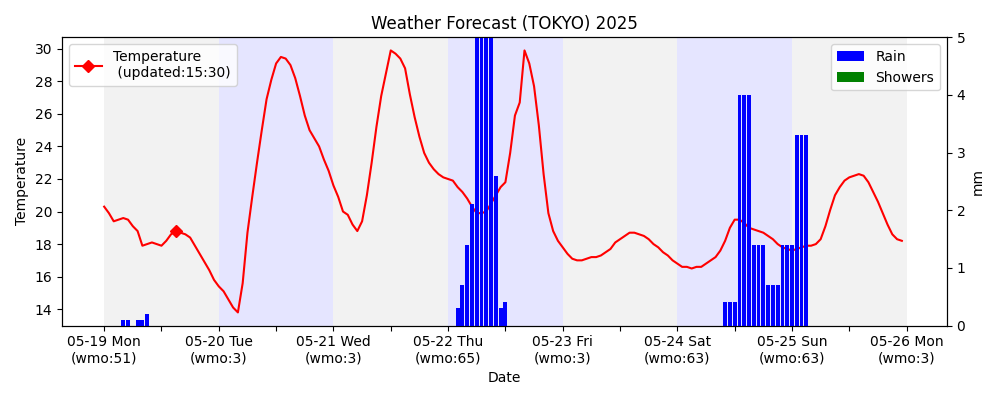 Weather Forecast (TOKYO) 2025
Temperature
(updated:15:30)
Rain
Showers
30
28
26
24
22
20
18
16
14
Temperature
5
4
3
2
1
0
mm
05-19 Mon 05-20 Tue 05-21 Wed 05-22 Thu 05-23 Fri 05-24 Sat 05-25 Sun 05-26 Mon
(wmo:51) (wmo:3) (wmo:3) (wmo:65) (wmo:3) (wmo:63) (wmo:63) (wmo:3)
Date